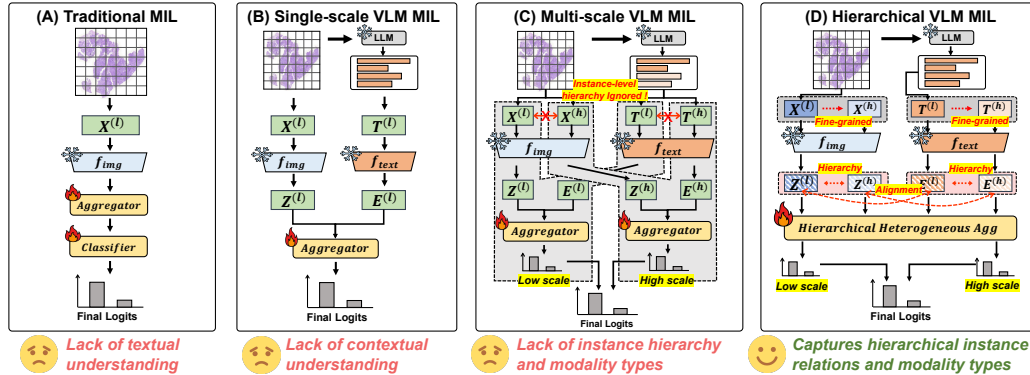 (A) Traditional MIL
X^(l)
f_img
Aggregator
Classifier
Final Logits
Lack of textual
understanding
(B) Single-scale VLM MIL
LLM
X^(l)
T^(l)
f_img
f_text
Z^(l)
E^(l)
Aggregator
Final Logits
Lack of contextual
understanding
(C) Multi-scale VLM MIL
LLM
Instance-level
hierarchy Ignored !
X^(l)
X
X^(h)
T^(l)
X
T^(h)
f_img
f_text
Z^(l)
E^(l)
Z^(h)
E^(h)
Aggregator
Aggregator
Low scale
High scale
Final Logits
Lack of instance hierarchy
and modality types
(D) Hierarchical VLM MIL
LLM
X^(l)
X^(h)
T^(l)
T^(h)
Fine-grained
Fine-grained
f_img
f_text
Hierarchy
Hierarchy
Z^(l)
Z^(h)
E^(l)
E^(h)
Alignment
Hierarchical Heterogeneous Agg
Low scale
High scale
Final Logits
Captures hierarchical instance
relations and modality types